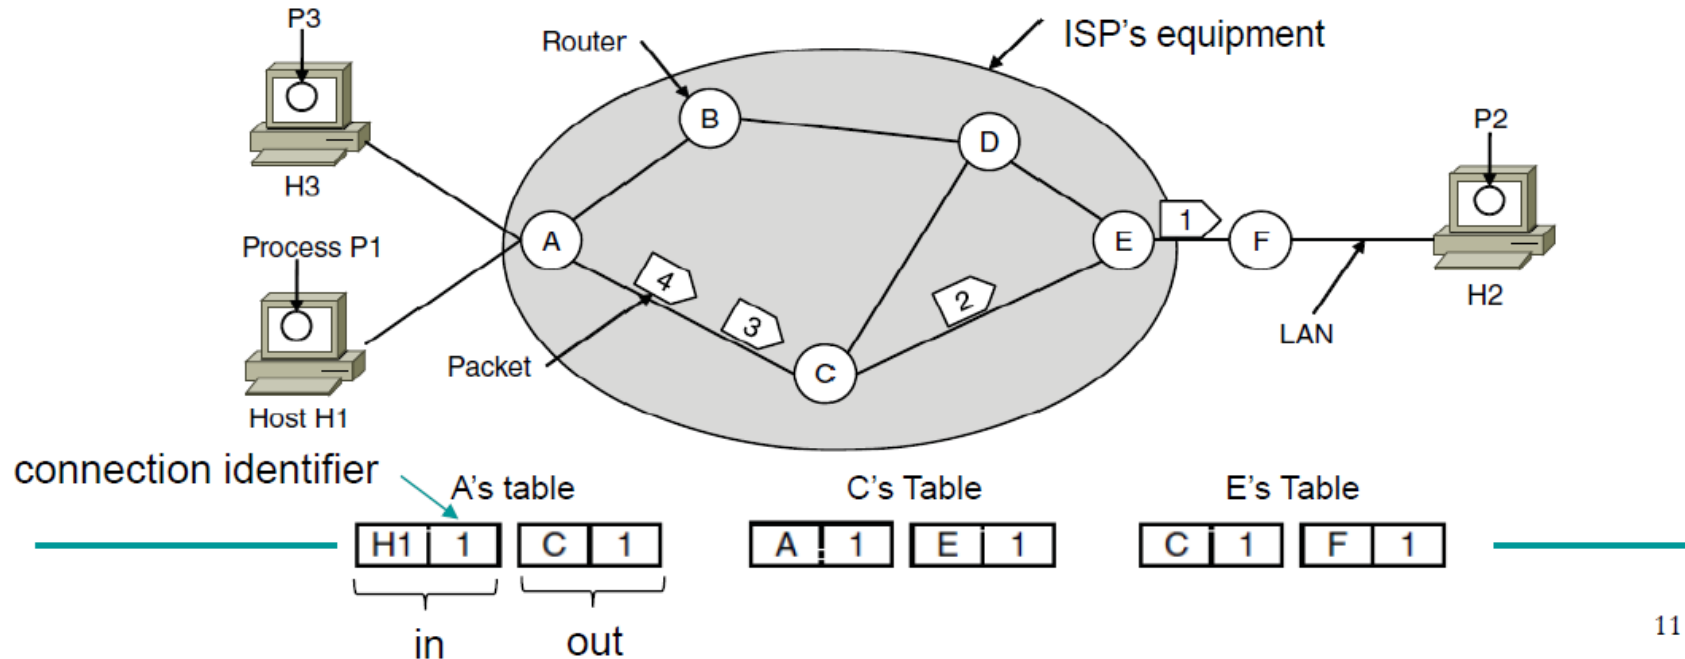 P3
Router
ISP's equipment
B
D
P2
H3
A
E
1
F
Process P1
4
3
2
H2
LAN
Packet
C
Host H1
connection identifier
A's table
C's Table
E's Table
H1 1 C 1
A 1 E 1
C 1 F 1
in
out
11